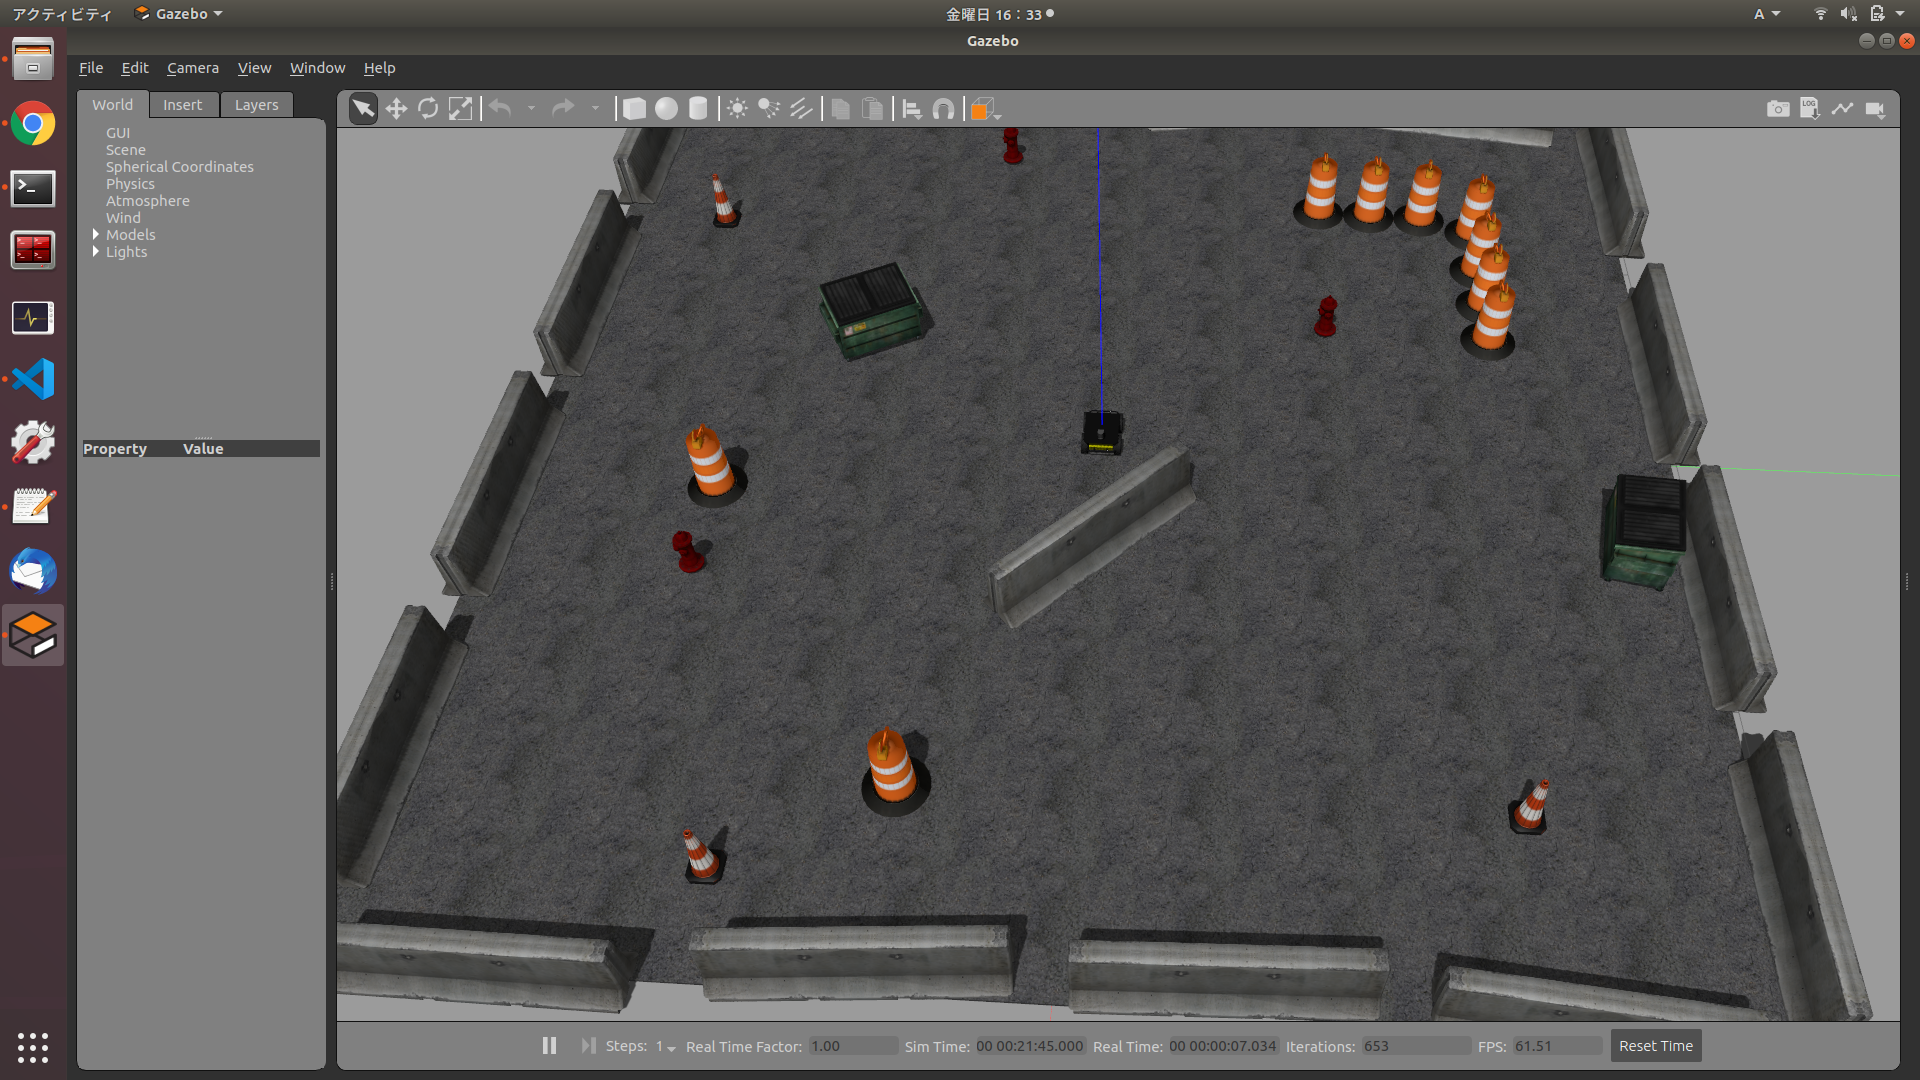 アクティビティ Gazebo 金曜日 16：33 A
Gazebo
File Edit Camera View Window Help
World Insert Layers
LOG
GUI
Scene
Spherical Coordinates
Physics
Atmosphere
Wind
Models
Lights
Property Value
Steps: 1 Real Time Factor: 1.00 Sim Time: 00 00:21:45.000 Real Time: 00 00:00:07.034 Iterations: 653 FPS: 61.51 Reset Time